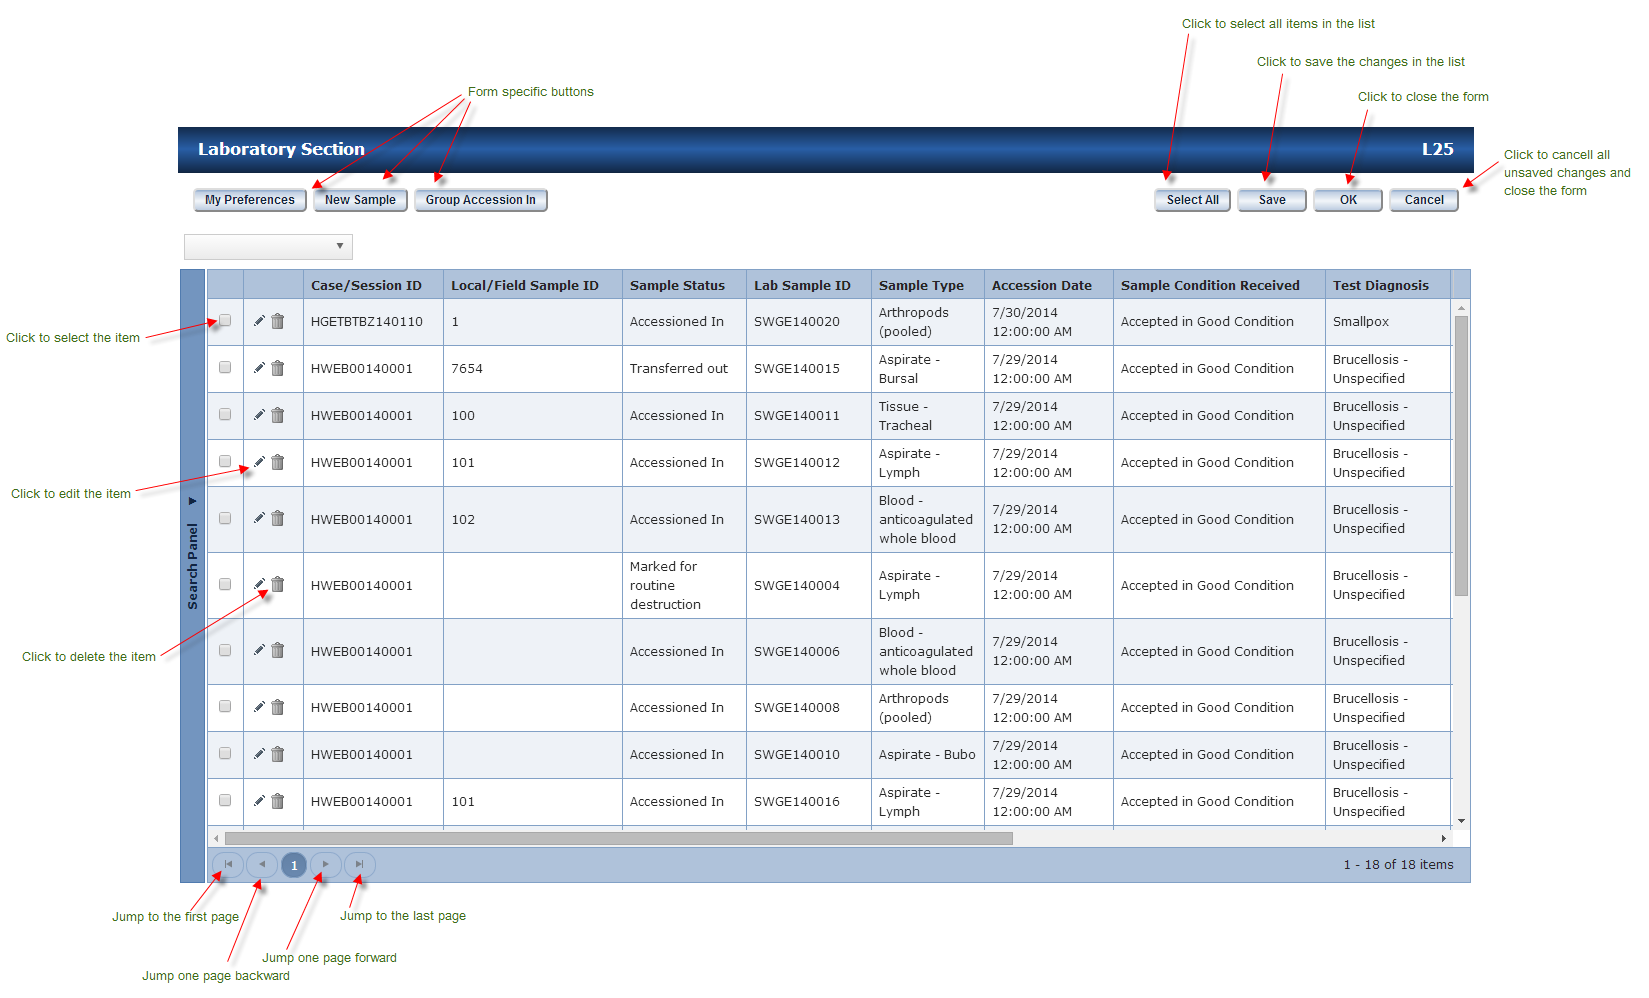 Click to select all items in the list
Click to save the changes in the list
Form specific buttons
Click to close the form
Laboratory Section L25
Click to cancell all
unsaved changes and
close the form
My Preferences New Sample Group Accession In Select All Save OK Cancel
Case/Session ID Local/Field Sample ID Sample Status Lab Sample ID Sample Type Accession Date Sample Condition Received Test Diagnosis
Click to select the item
HGETBTBZ140110 1 Accessioned In SWGE140020 Arthropods (pooled) 7/30/2014 12:00:00 AM Accepted in Good Condition Smallpox
HWEB00140001 7654 Transferred out SWGE140015 Aspirate - Bursal 7/29/2014 12:00:00 AM Accepted in Good Condition Brucellosis - Unspecified
HWEB00140001 100 Accessioned In SWGE140011 Tissue - Tracheal 7/29/2014 12:00:00 AM Accepted in Good Condition Brucellosis - Unspecified
HWEB00140001 101 Accessioned In SWGE140012 Aspirate - Lymph 7/29/2014 12:00:00 AM Accepted in Good Condition Brucellosis - Unspecified
Click to edit the item
HWEB00140001 102 Accessioned In SWGE140013 Blood - anticoagulated whole blood 7/29/2014 12:00:00 AM Accepted in Good Condition Brucellosis - Unspecified
Search Panel
HWEB00140001 Marked for routine destruction SWGE140004 Aspirate - Lymph 7/29/2014 12:00:00 AM Accepted in Good Condition Brucellosis - Unspecified
Click to delete the item
HWEB00140001 Accessioned In SWGE140006 Blood - anticoagulated whole blood 7/29/2014 12:00:00 AM Accepted in Good Condition Brucellosis - Unspecified
HWEB00140001 Accessioned In SWGE140008 Arthropods (pooled) 7/29/2014 12:00:00 AM Accepted in Good Condition Brucellosis - Unspecified
HWEB00140001 Accessioned In SWGE140010 Aspirate - Bubo 7/29/2014 12:00:00 AM Accepted in Good Condition Brucellosis - Unspecified
HWEB00140001 101 Accessioned In SWGE140016 Aspirate - Lymph 7/29/2014 12:00:00 AM Accepted in Good Condition Brucellosis - Unspecified
1 1 - 18 of 18 items
Jump to the first page
Jump to the last page
Jump one page forward
Jump one page backward